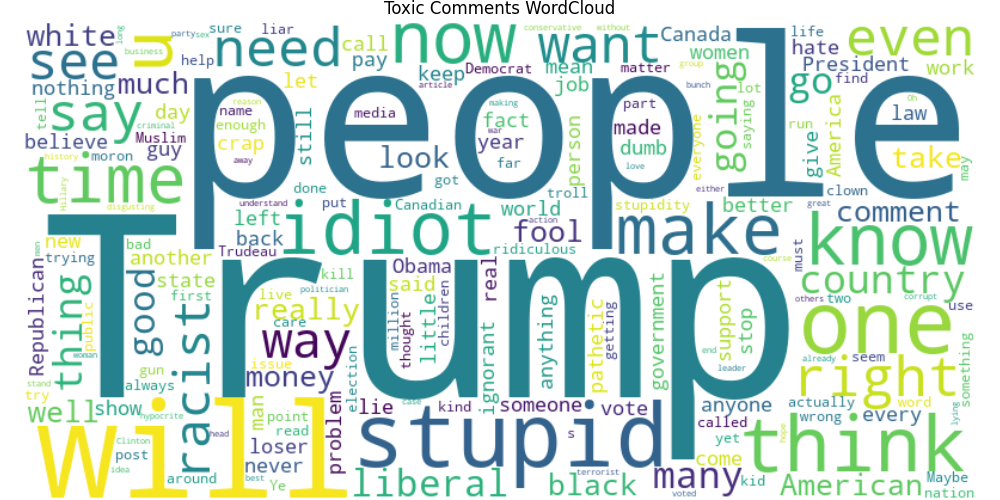 Toxic Comments WordCloud
white
party
sure
liar
now
conservative
without
Canada
life
even
see
u
help
need
call
pay
want
women
hate
President
nothing
much
let
keep
Democrat
mean
matter
group
lot
go
find
work
say
day
people
job
bunch
going
tell
criminal
Muslim
reason
name
media
making
fact
part
saying
run
law
Oh
believe
guy
enough
crap
still
war
year
made
dumb
person
everyone
give
America
take
history
moron
away
look
far
love
clown
may
time
done
understand
got
troll
stupidity
either
great
Hillary
disgusting
left
put
Canadian
world
better
comment
new
bad
back
idiot
action
fool
make
know
trying
another
Trudeau
ridiculous
must
course
men
Republican
thing
public
good
state
kill
Obama
real
country
woman
first
live
politician
said
others
two
corrupt
use
Trump
really
million
thought
little
children
anything
pathetic
getting
government
support
stop
one
issue
care
way
election
ignorant
end
already
seem
something
stand
try
gun
always
racist
money
leader
right
well
show
hypocrite
man
point
problem
lie
case
kind
someone
vote
anyone
actually
word
will
read
s
called
wrong
every
lying
Clinton
post
head
loser
stupid
yet
think
hope
idea
around
never
best
Ye
liberal
terrorist
voted
black
many
come
kid
American
Maybe
nation
long
business
sex
article